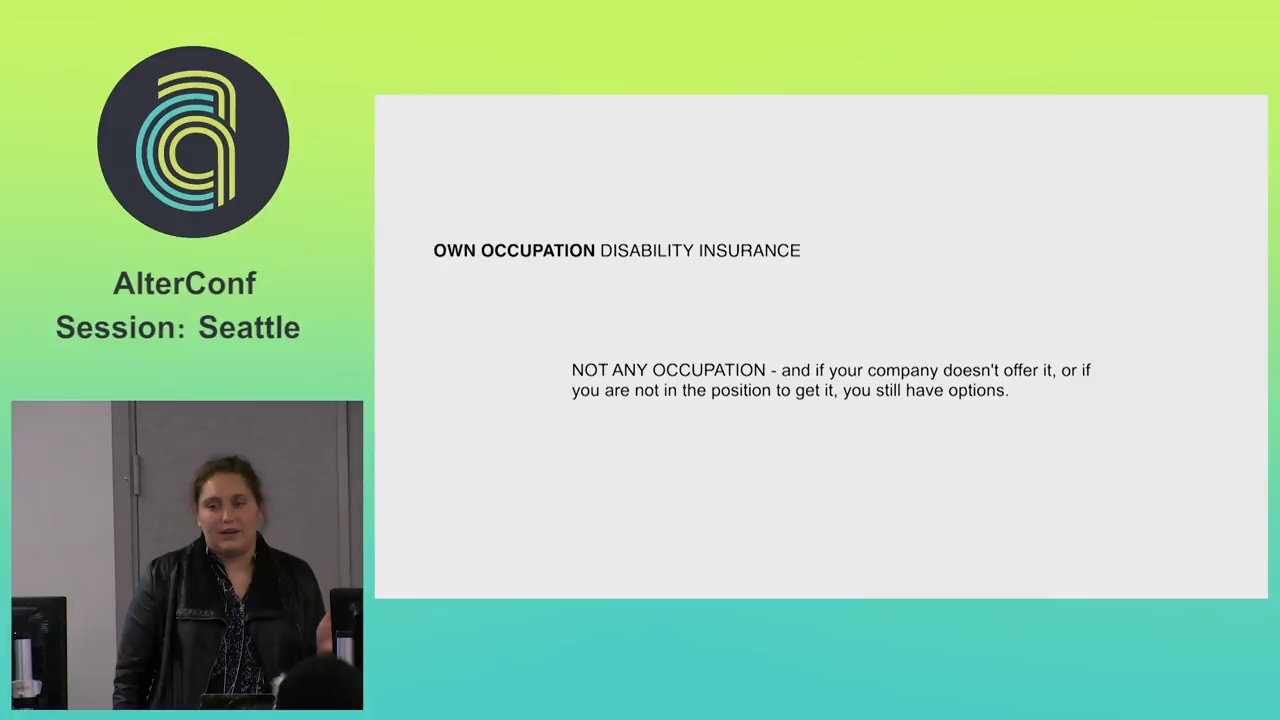 AlterConf
Session: Seattle
OWN OCCUPATION DISABILITY INSURANCE
NOT ANY OCCUPATION - and if your company doesn't offer it, or if
you are not in the position to get it, you still have options.